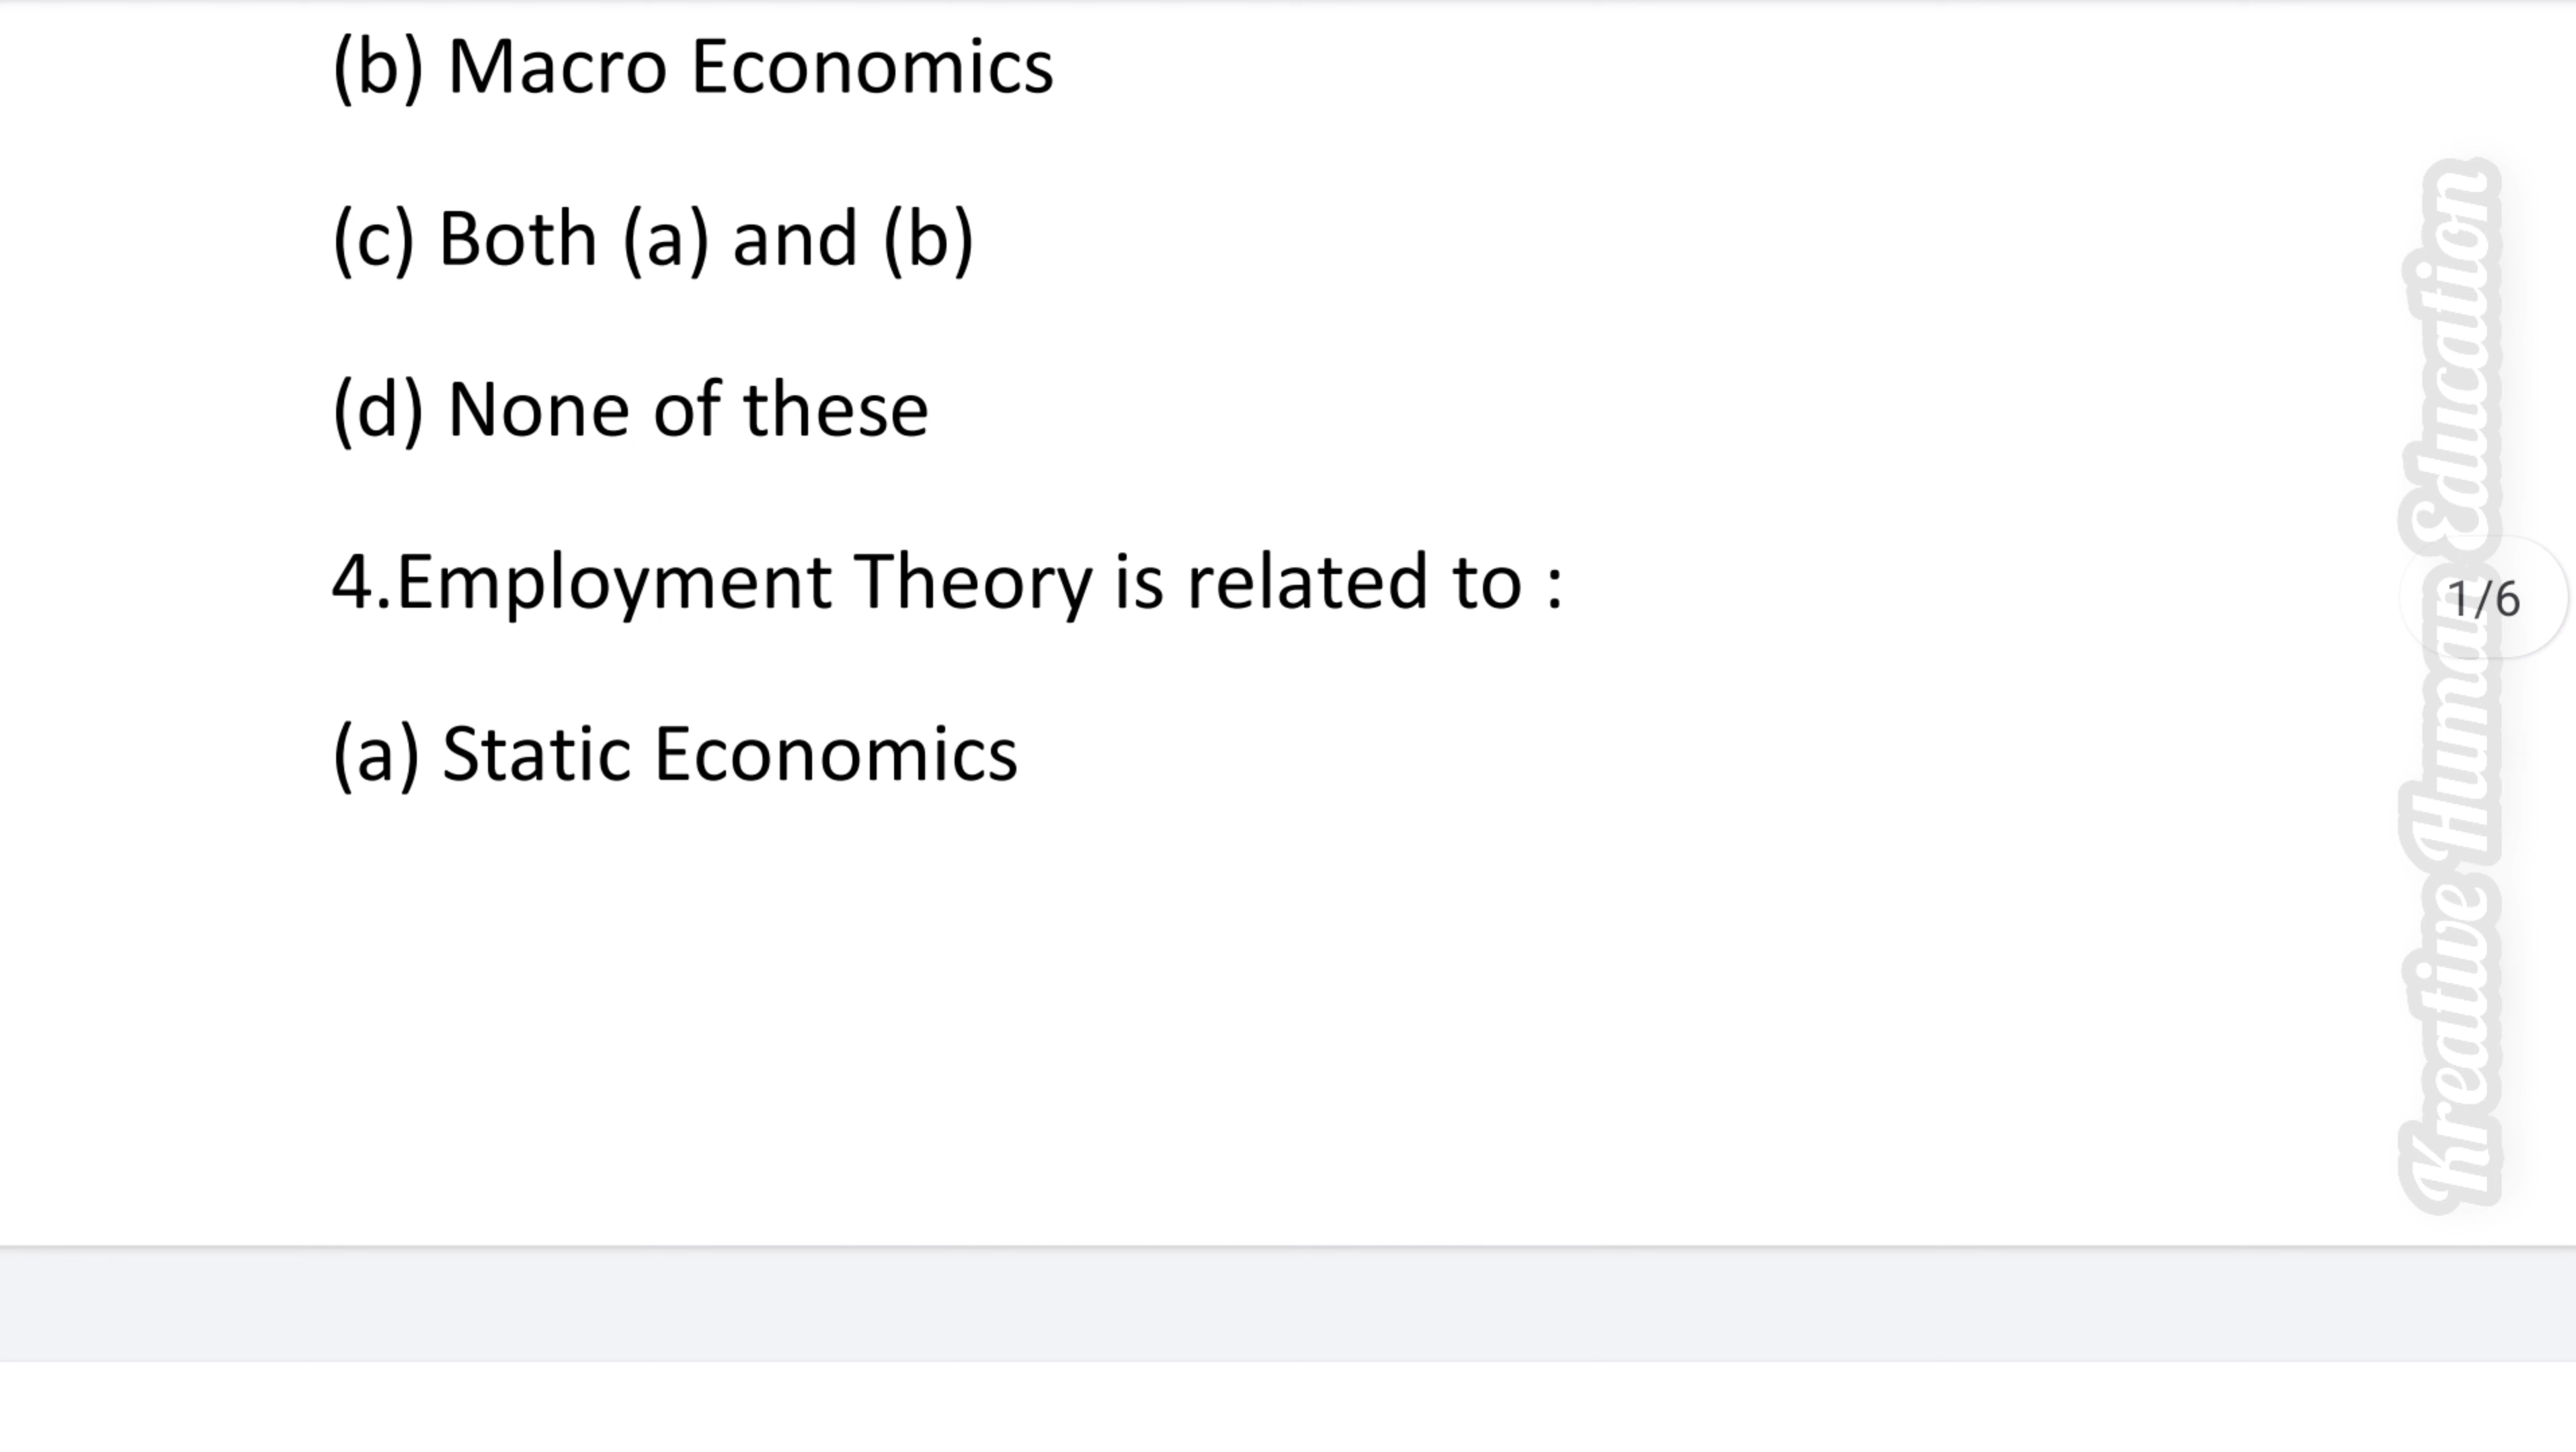 (b) Macro Economics
(c) Both (a) and (b)
(d) None of these
4.Employment Theory is related to :
(a) Static Economics
Kreative Human Education
1/6